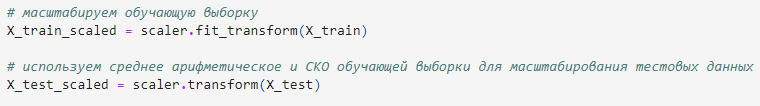 # масштабируем обучающую выборку
X_train_scaled = scaler.fit_transform(X_train)
# используем среднее арифметическое и СКО обучающей выборки для масштабирования тестовых данных
X_test_scaled = scaler.transform(X_test)